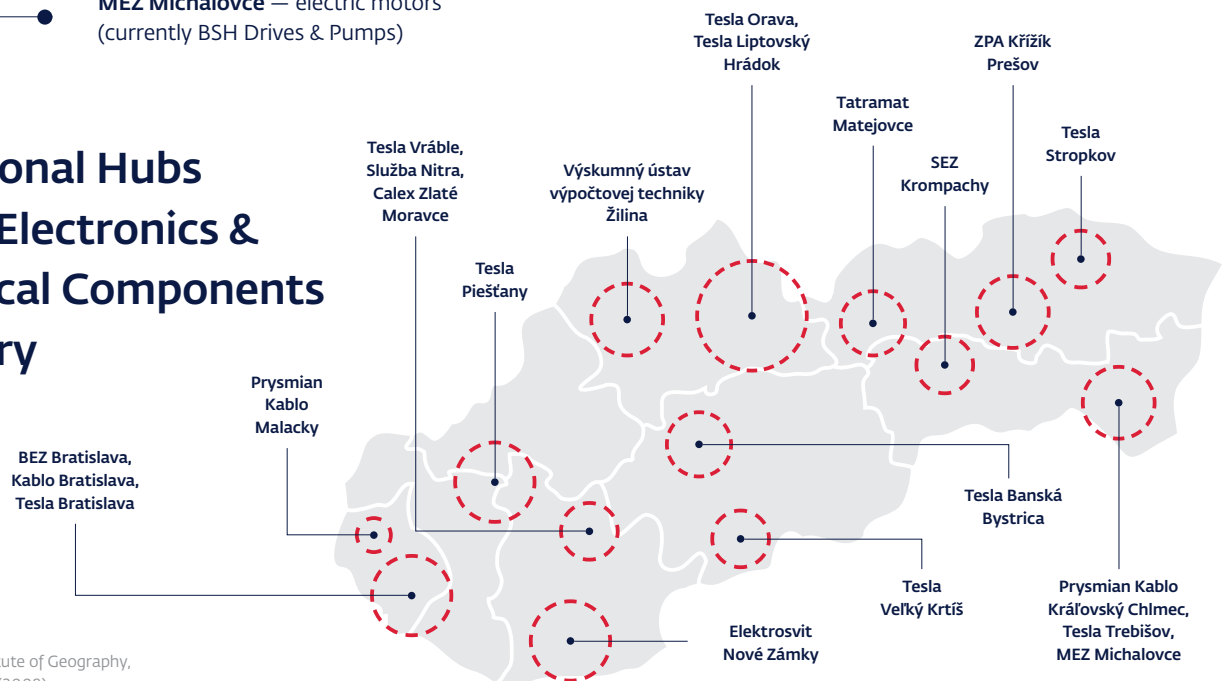 MEZ Michalovce — electric motors
(currently BSH Drives & Pumps)
onal Hubs
Electronics &
cal Components
ry
Tesla Orava,
Tesla Liptovský
Hrádok
ZPA Křížík
Prešov
Tatramat
Matejovce
Tesla
Stropkov
SEZ
Krompachy
Tesla Vráble,
Služba Nitra,
Calex Zlaté
Moravce
Výskumný ústav
výpočtovej techniky
Žilina
Tesla
Piešťany
Prysmian
Kablo
Malacky
BEZ Bratislava,
Kablo Bratislava,
Tesla Bratislava
Tesla Banská
Bystrica
Tesla
Veľký Krtíš
Prysmian Kablo
Kráľovský Chlmec,
Tesla Trebišov,
MEZ Michalovce
Elektrosvit
Nové Zámky
tute of Geography,